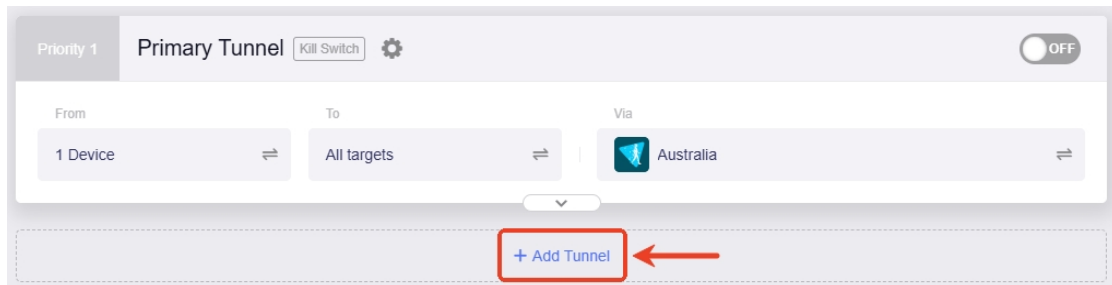 Priority 1 Primary Tunnel Kill Switch OFF
From To Via
1 Device All targets Australia
+ Add Tunnel